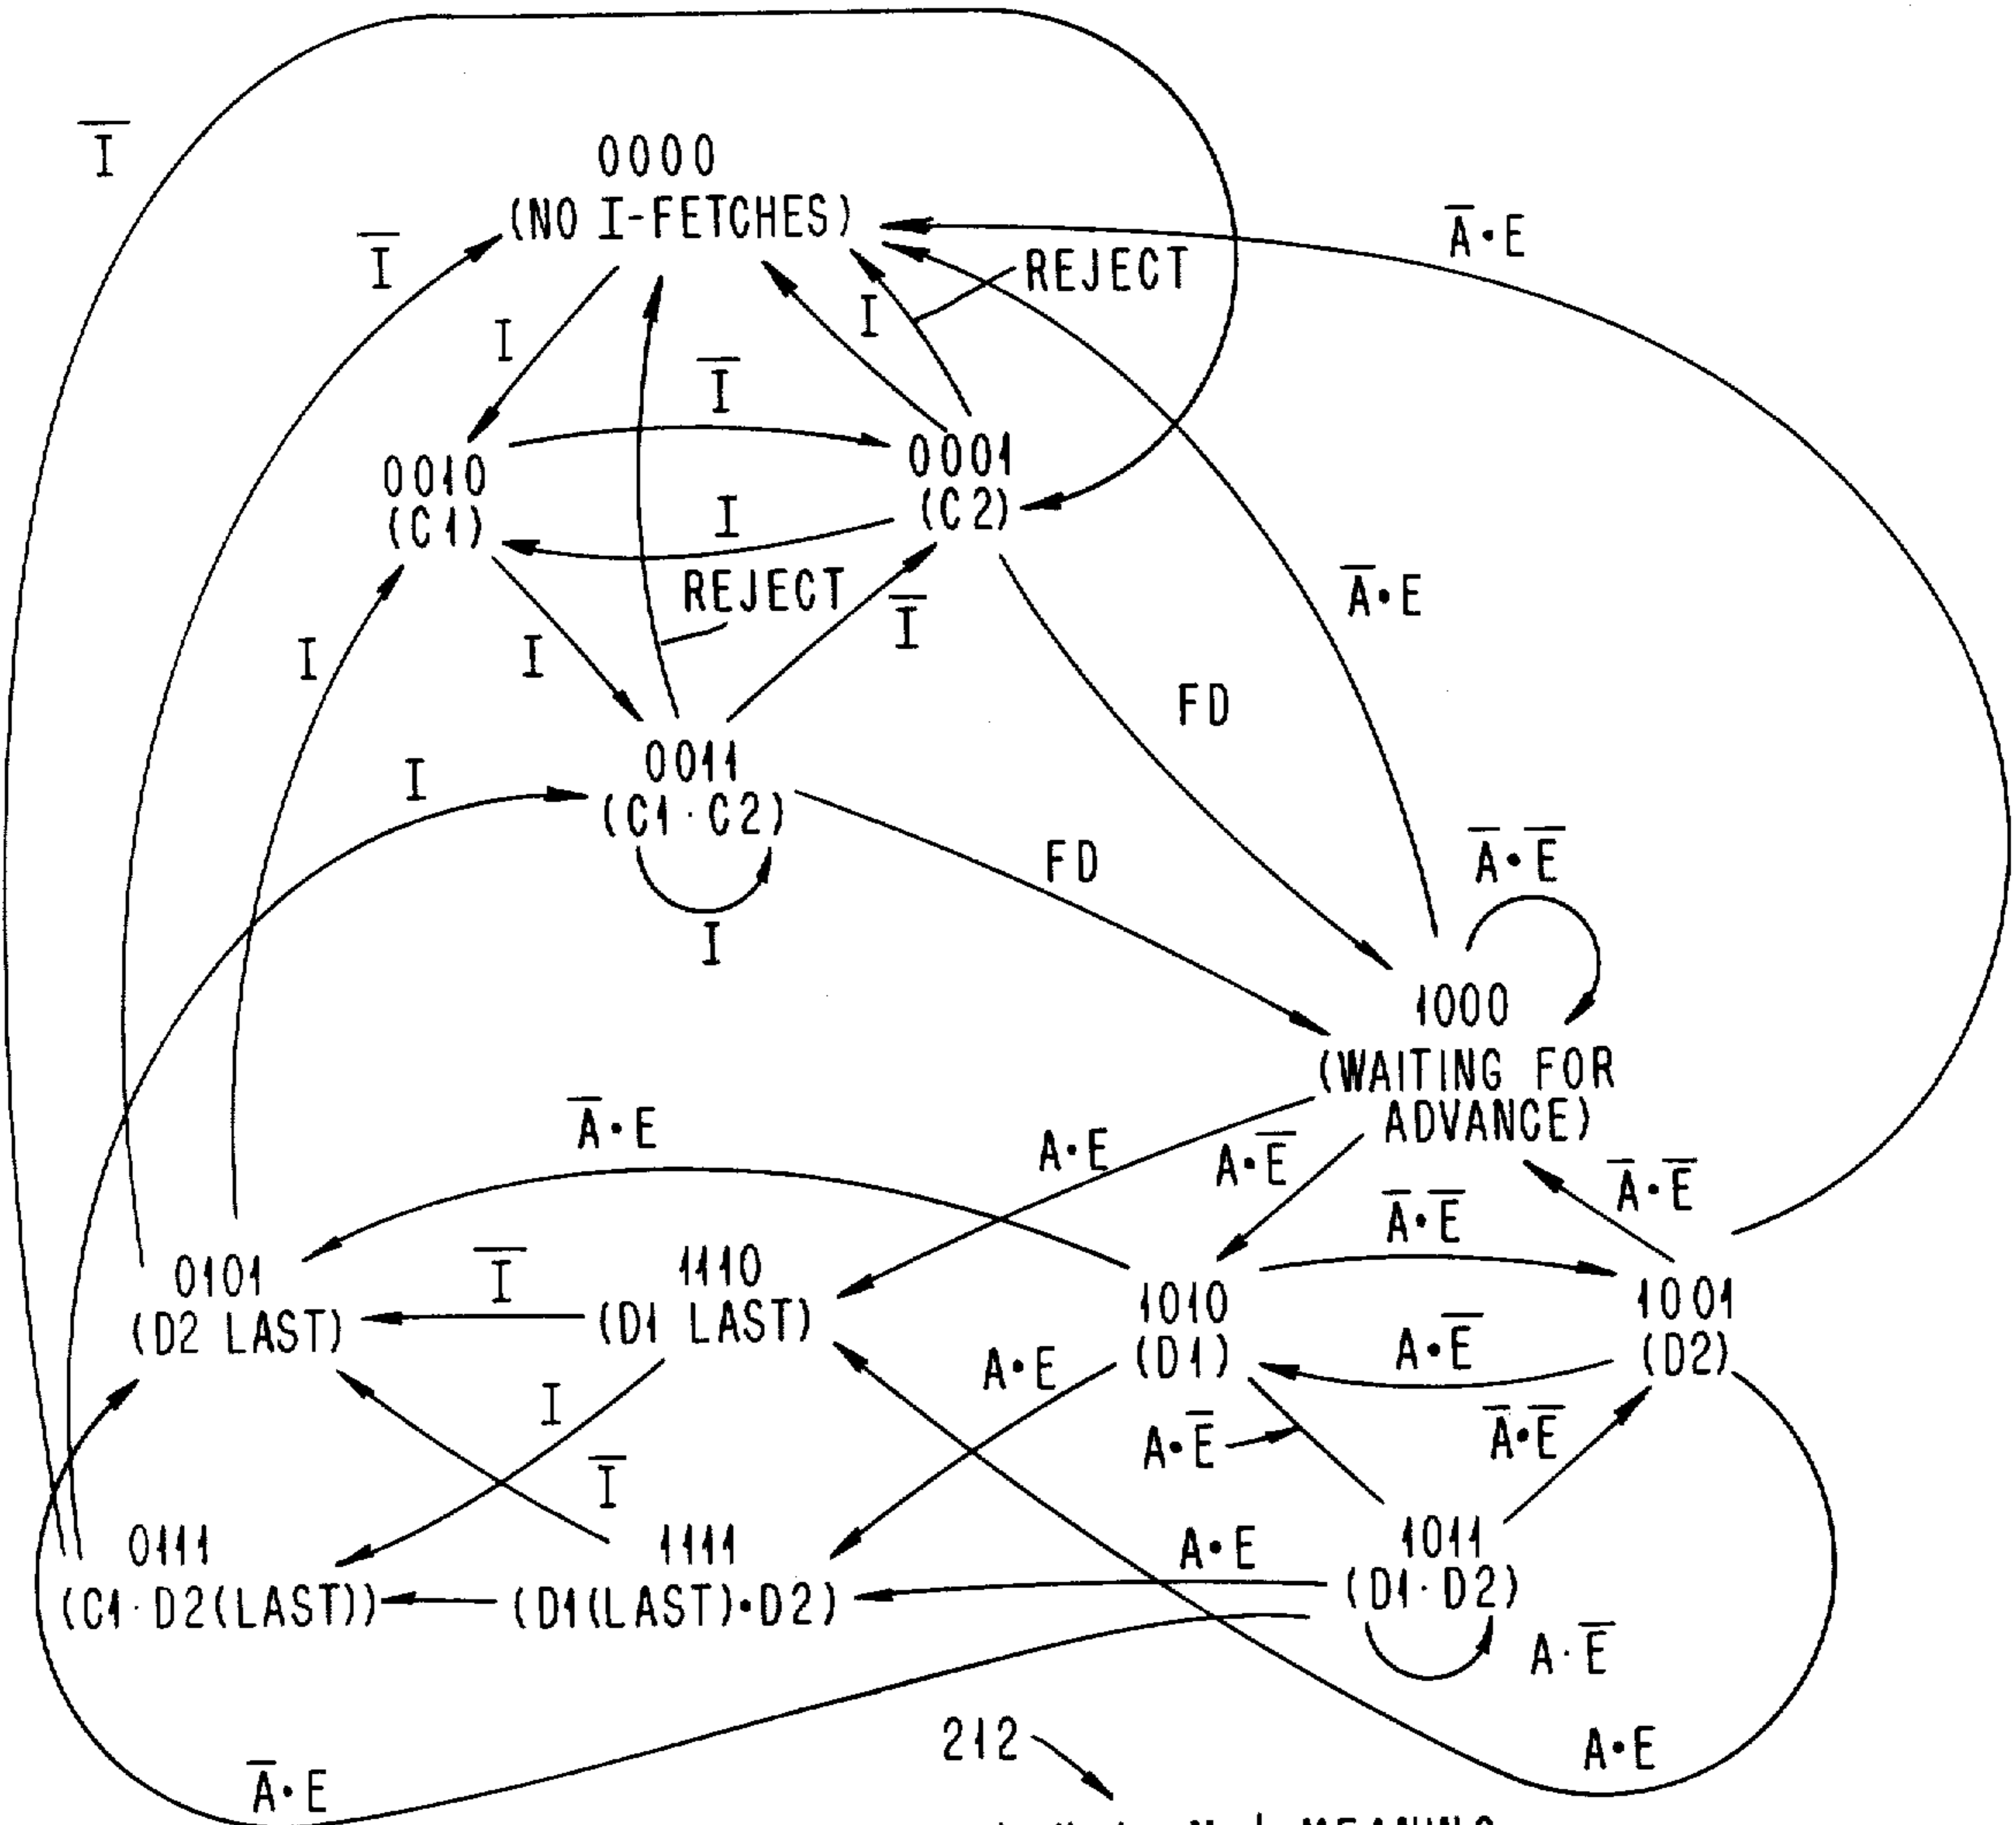 I̅
0000
(NO I-FETCHES)
I̅
REJECT
A̅•E
I
I
I̅
0010
(C1)
0001
(C2)
I
REJECT
I̅
A̅•E
I
I
FD
0011
(C1·C2)
I
FD
A̅•E̅
I
1000
(WAITING FOR
ADVANCE)
A̅•E
A•E
A•E̅
A̅•E̅
A̅•E̅
0101
(D2 LAST)
I̅
1110
(D1 LAST)
1010
(D1)
1001
(D2)
A•E̅
A•E
I
A•E̅
A̅•E̅
I̅
0111
(C1·D2(LAST))
1111
(D1(LAST)•D2)
A•E
1011
(D1·D2)
A·E̅
212
A•E
A̅•E
MEANING